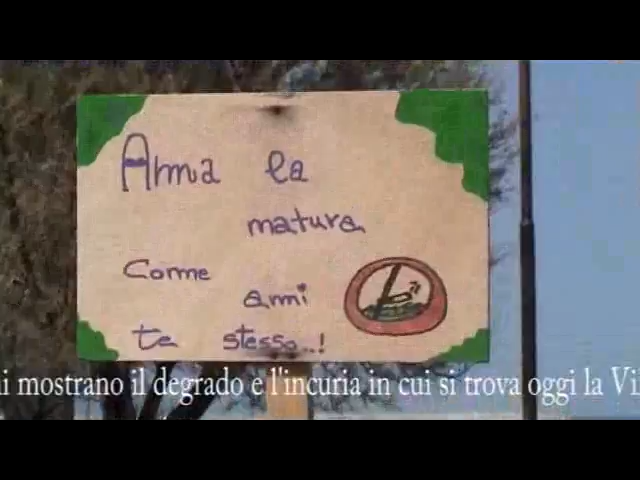 Ama la
natura
Come
ami
te stesso..!
i mostrano il degrado e l'incuria in cui si trova oggi la Vi